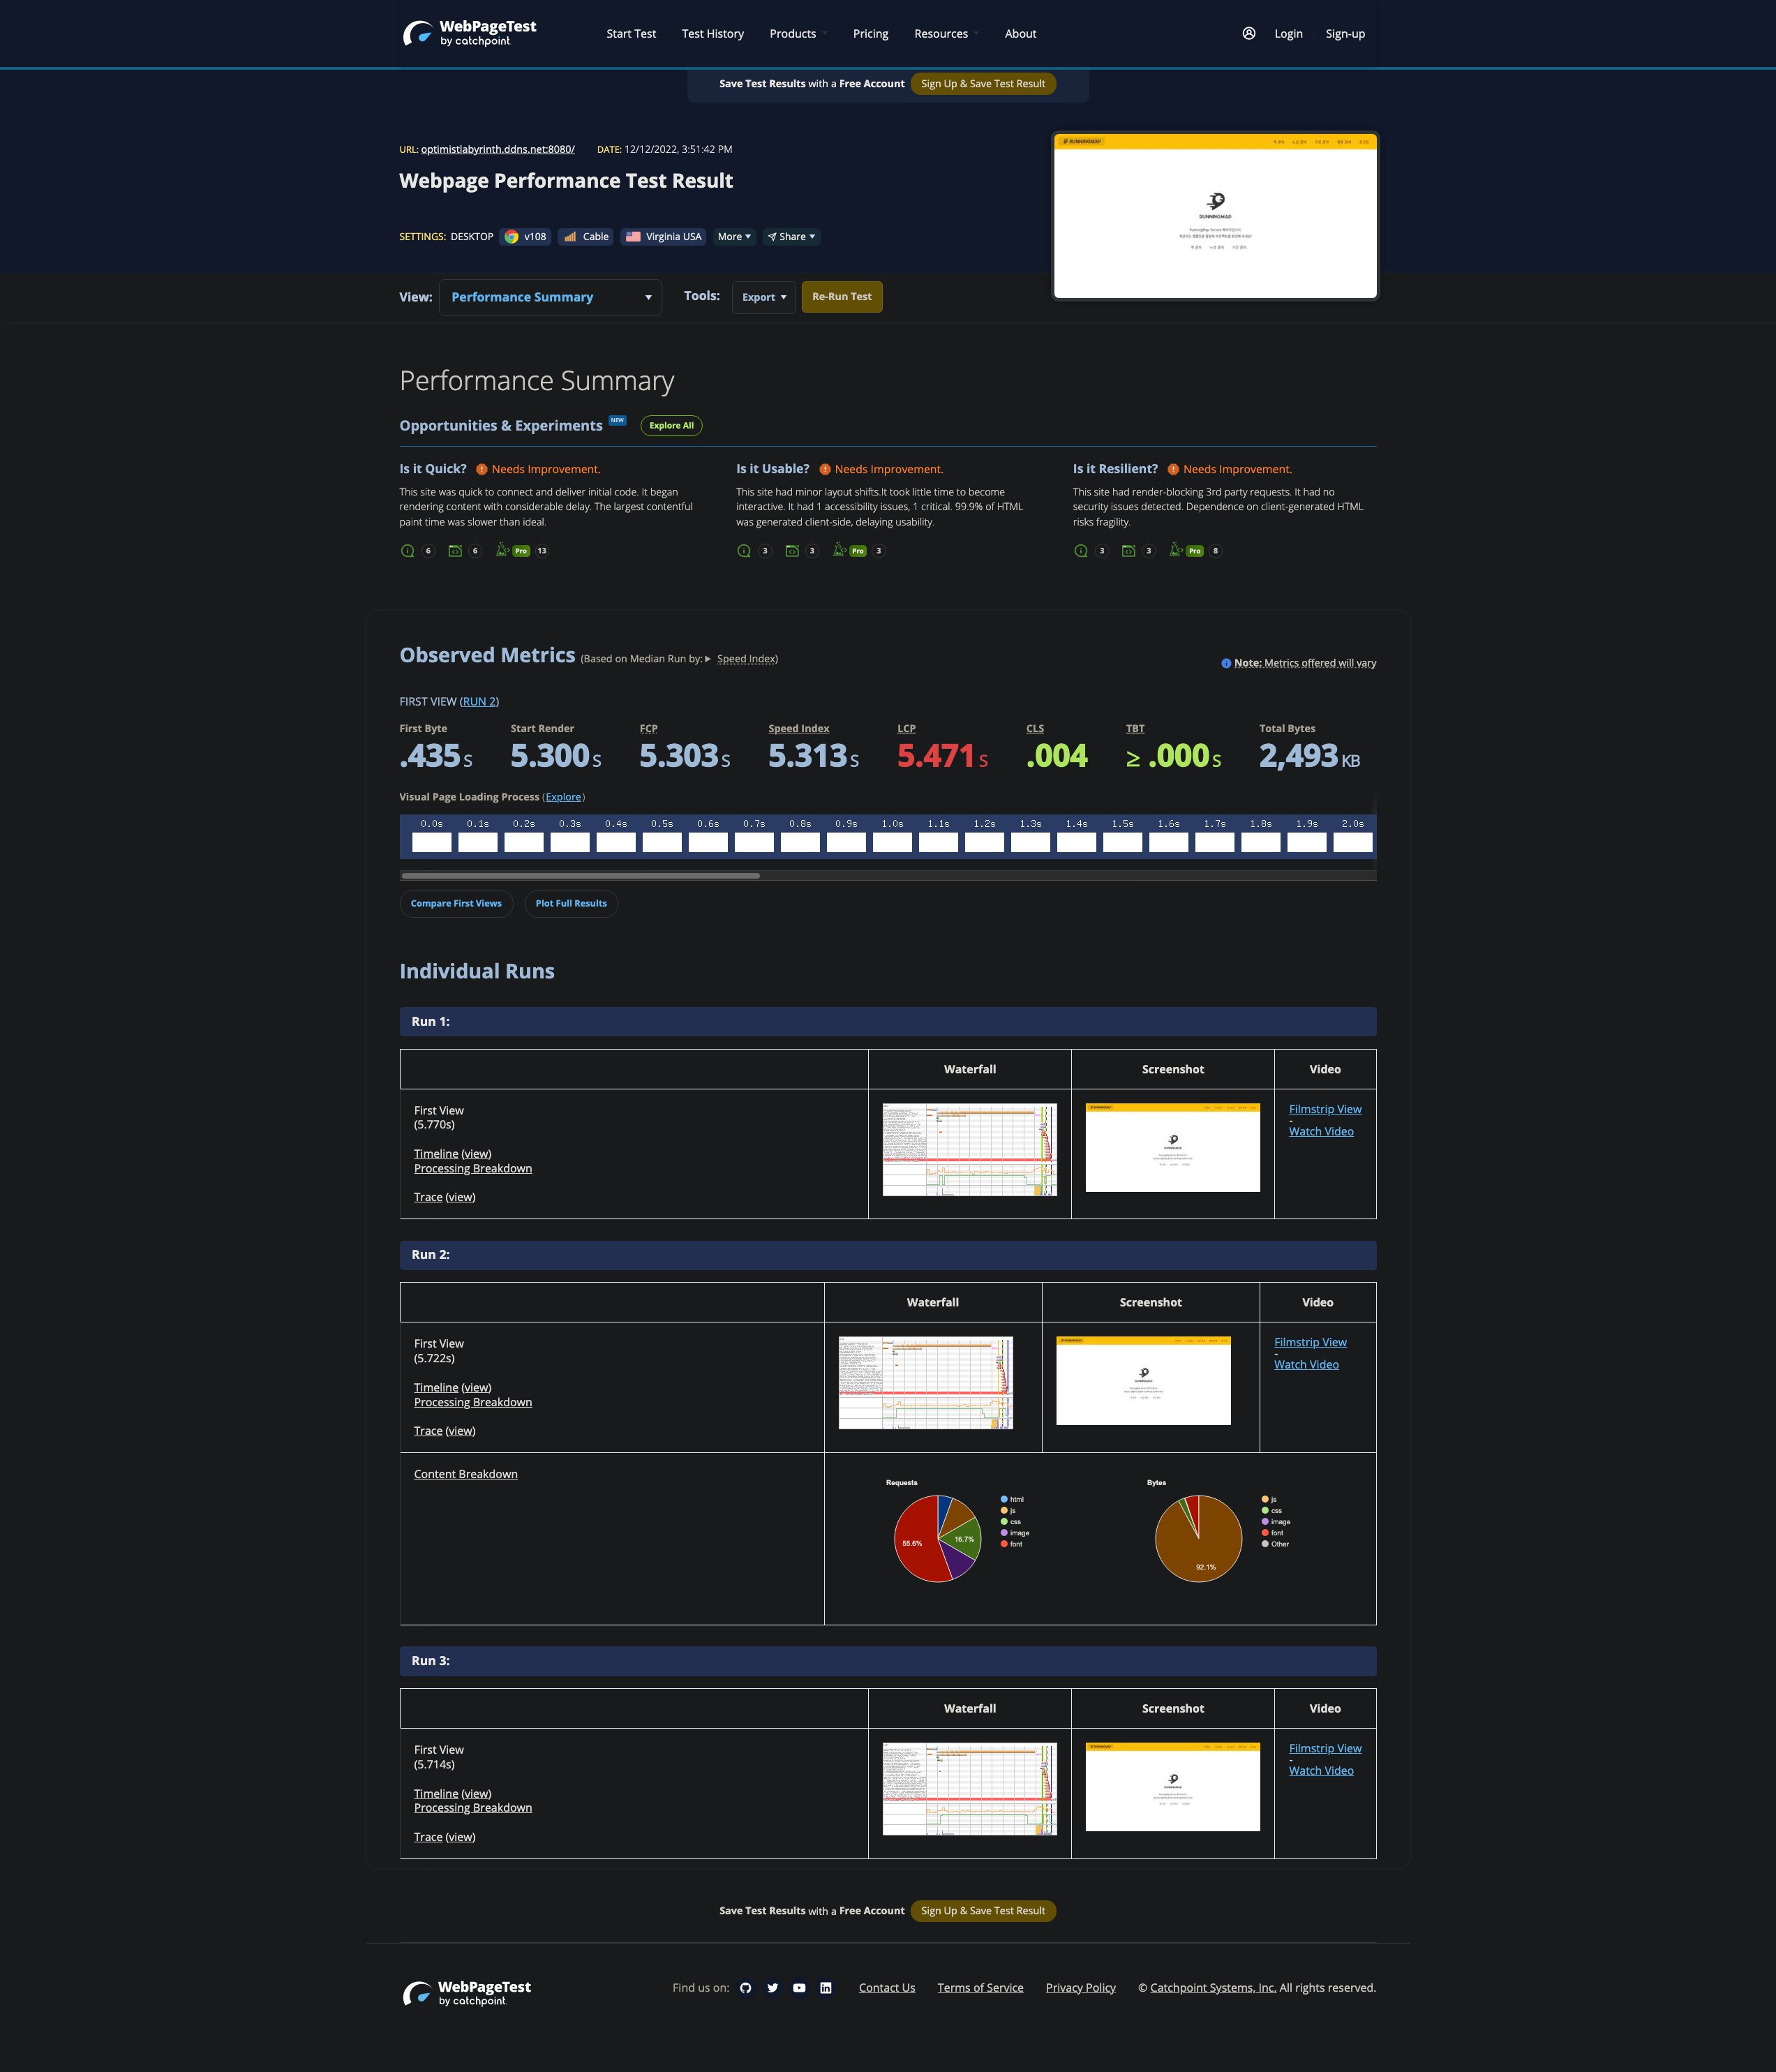 WebPageTest
by catchpoint
Start Test
Test History
Products
Pricing
Resources
About
Login
Sign-up
Save Test Results with a Free Account
Sign Up & Save Test Result
URL: optimistlabyrinth.ddns.net:8080/
DATE: 12/12/2022, 3:51:42 PM
Webpage Performance Test Result
SETTINGS: DESKTOP
v108
Cable
Virginia USA
More
Share
RUNNINGMAP
RUNNINGMAP
View:
Performance Summary
Tools:
Export
Re-Run Test
Performance Summary
Opportunities & Experiments
NEW
Explore All
Is it Quick?
Needs Improvement.
This site was quick to connect and deliver initial code. It began
rendering content with considerable delay. The largest contentful
paint time was slower than ideal.
6
6
Pro
13
Is it Usable?
Needs Improvement.
This site had minor layout shifts.It took little time to become
interactive. It had 1 accessibility issues, 1 critical. 99.9% of HTML
was generated client-side, delaying usability.
3
3
Pro
3
Is it Resilient?
Needs Improvement.
This site had render-blocking 3rd party requests. It had no
security issues detected. Dependence on client-generated HTML
risks fragility.
3
3
Pro
8
Observed Metrics (Based on Median Run by: Speed Index)
Note: Metrics offered will vary
FIRST VIEW (RUN 2)
First Byte
.435 S
Start Render
5.300 S
FCP
5.303 S
Speed Index
5.313 S
LCP
5.471 S
CLS
.004
TBT
≥ .000 S
Total Bytes
2,493 KB
Visual Page Loading Process (Explore)
0.0s 0.1s 0.2s 0.3s 0.4s 0.5s 0.6s 0.7s 0.8s 0.9s 1.0s 1.1s 1.2s 1.3s 1.4s 1.5s 1.6s 1.7s 1.8s 1.9s 2.0s
Compare First Views
Plot Full Results
Individual Runs
Run 1:
Waterfall
Screenshot
Video
First View
(5.770s)
Timeline (view)
Processing Breakdown
Trace (view)
Filmstrip View
-
Watch Video
Run 2:
Waterfall
Screenshot
Video
First View
(5.722s)
Timeline (view)
Processing Breakdown
Trace (view)
Filmstrip View
-
Watch Video
Content Breakdown
Requests
55.6%
16.7%
html
js
css
image
font
Bytes
92.1%
js
css
image
font
Other
Run 3:
Waterfall
Screenshot
Video
First View
(5.714s)
Timeline (view)
Processing Breakdown
Trace (view)
Filmstrip View
-
Watch Video
Save Test Results with a Free Account
Sign Up & Save Test Result
WebPageTest
by catchpoint.
Find us on:
Contact Us
Terms of Service
Privacy Policy
© Catchpoint Systems, Inc. All rights reserved.